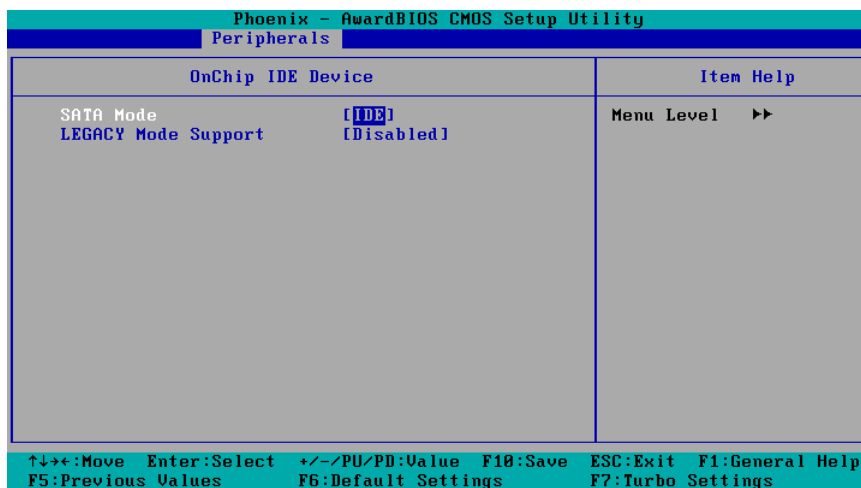 Phoenix - AwardBIOS CMOS Setup Utility
Peripherals
OnChip IDE Device
Item Help
SATA Mode [IDE]
Menu Level ▶▶
LEGACY Mode Support [Disabled]
↑↓→←:Move Enter:Select +/-/PU/PD:Value F10:Save ESC:Exit F1:General Help
F5:Previous Values F6:Default Settings F7:Turbo Settings